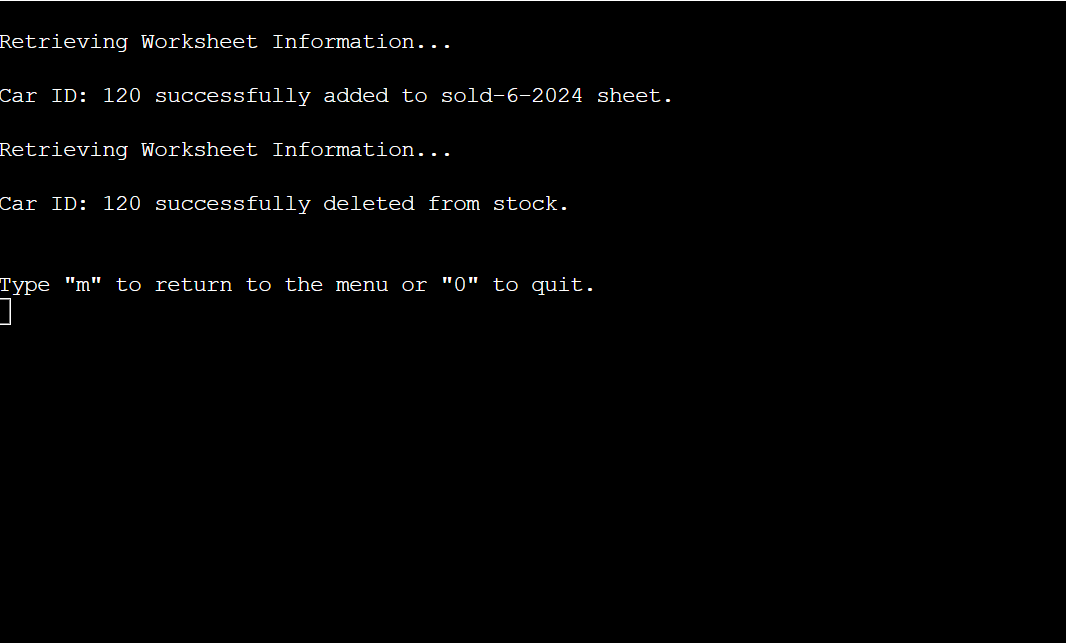 Retrieving Worksheet Information...
Car ID: 120 successfully added to sold-6-2024 sheet.
Retrieving Worksheet Information...
Car ID: 120 successfully deleted from stock.
Type "m" to return to the menu or "0" to quit.